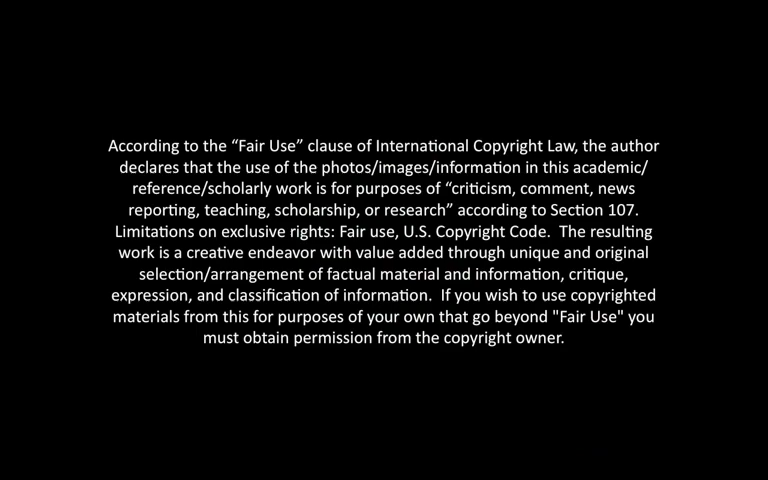 According to the “Fair Use” clause of International Copyright Law, the author
declares that the use of the photos/images/information in this academic/
reference/scholarly work is for purposes of “criticism, comment, news
reporting, teaching, scholarship, or research” according to Section 107.
Limitations on exclusive rights: Fair use, U.S. Copyright Code.  The resulting
work is a creative endeavor with value added through unique and original
selection/arrangement of factual material and information, critique,
expression, and classification of information.  If you wish to use copyrighted
materials from this for purposes of your own that go beyond "Fair Use" you
must obtain permission from the copyright owner.